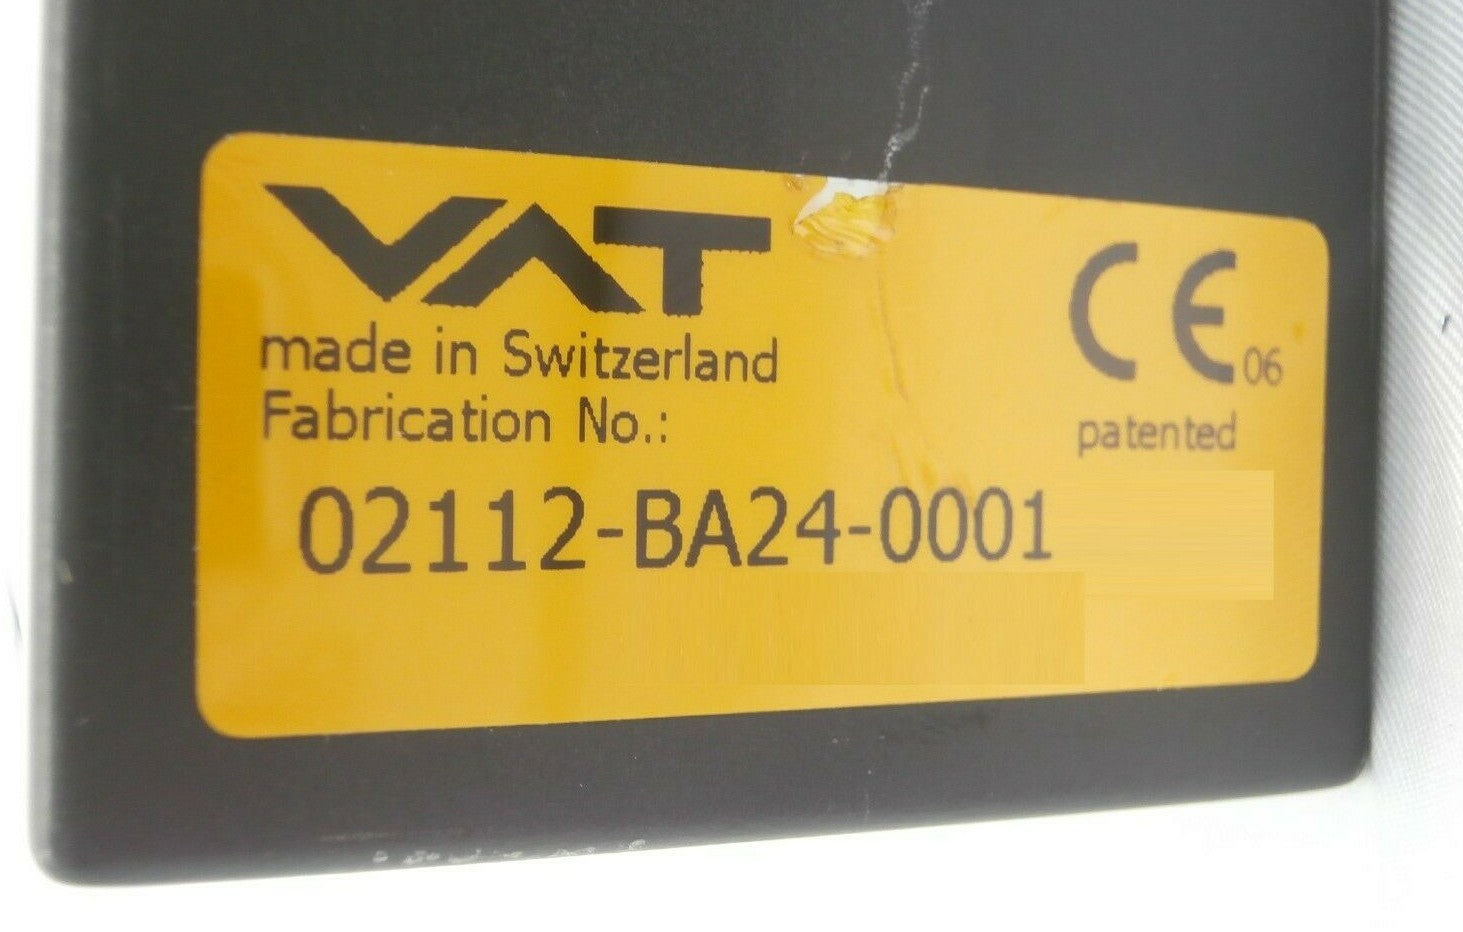 VAT
made in Switzerland
Fabrication No.:
02112-BA24-0001
CE 06
patented